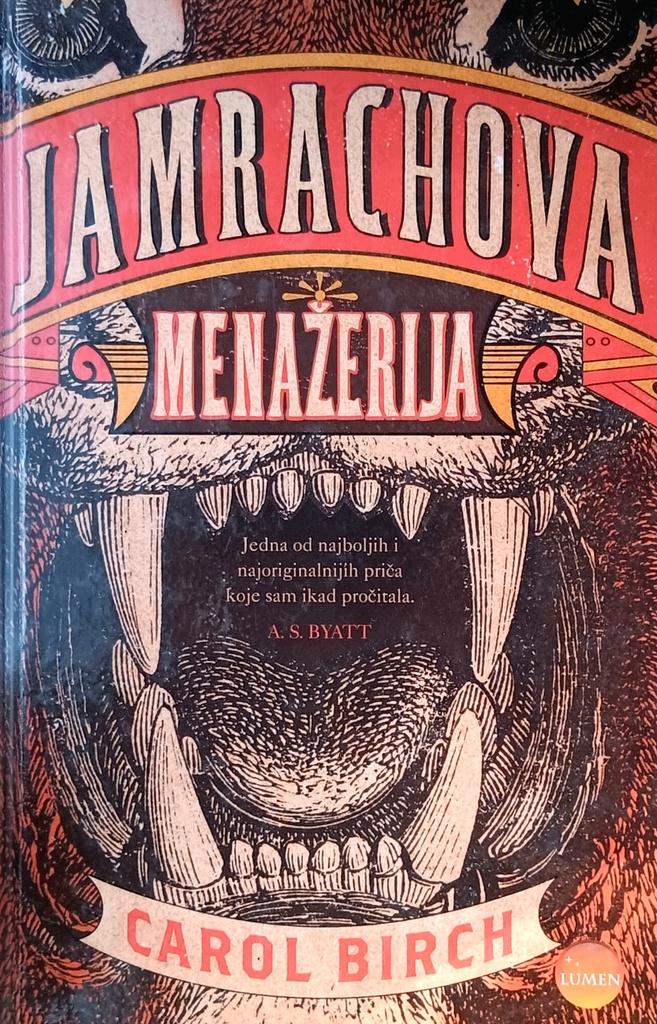 JAMRACHOVA
MENAŽERIJA
Jedna od najboljih i
najoriginalnijih priča
koje sam ikad pročitala.
A. S. BYATT
CAROL BIRCH
LUMEN